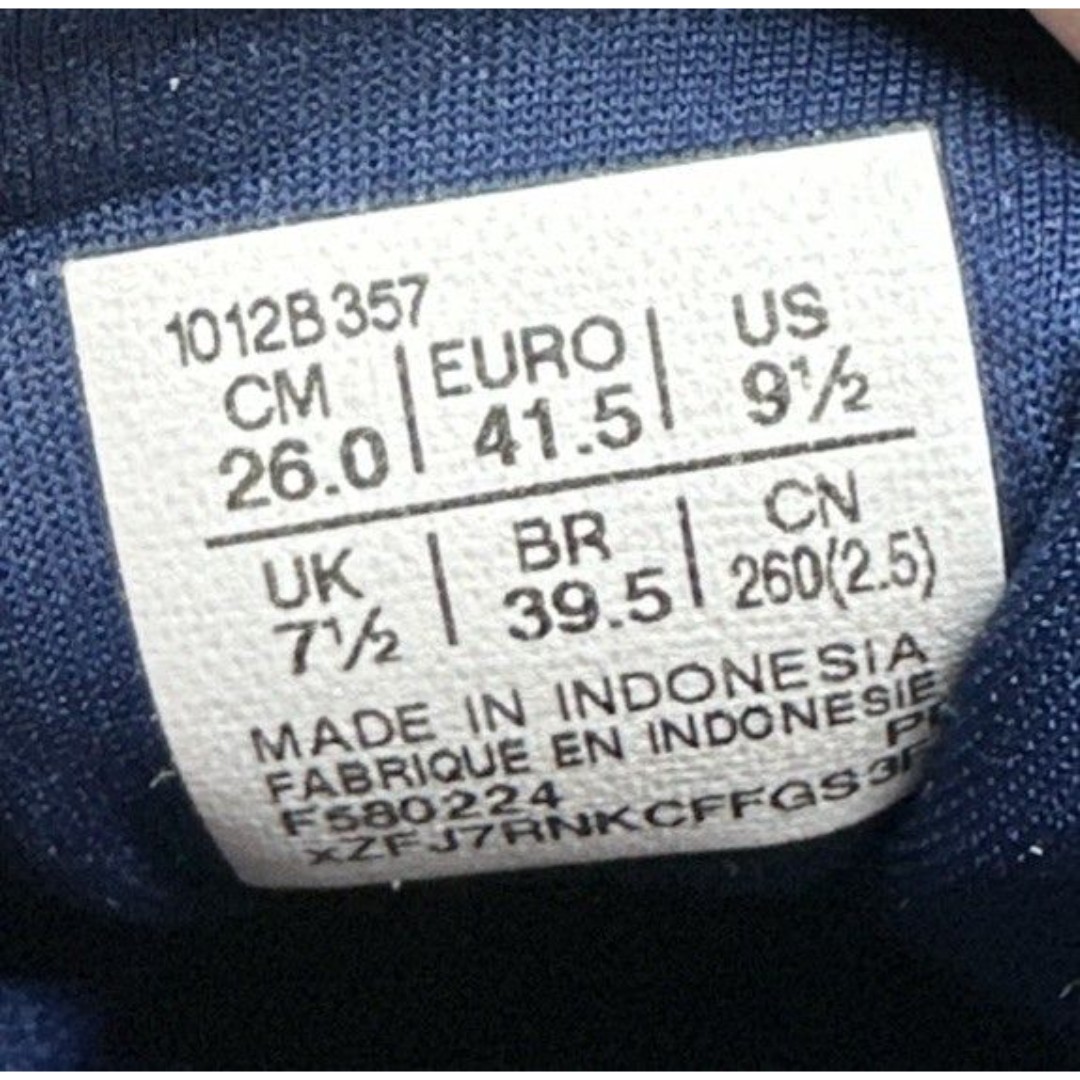 1012B357
CM | EURO | US
26.0 | 41.5 | 9½
UK | BR | CN
7½ | 39.5 | 260(2.5)
MADE IN INDONESIA
FABRIQUE EN INDONESIE
F580224